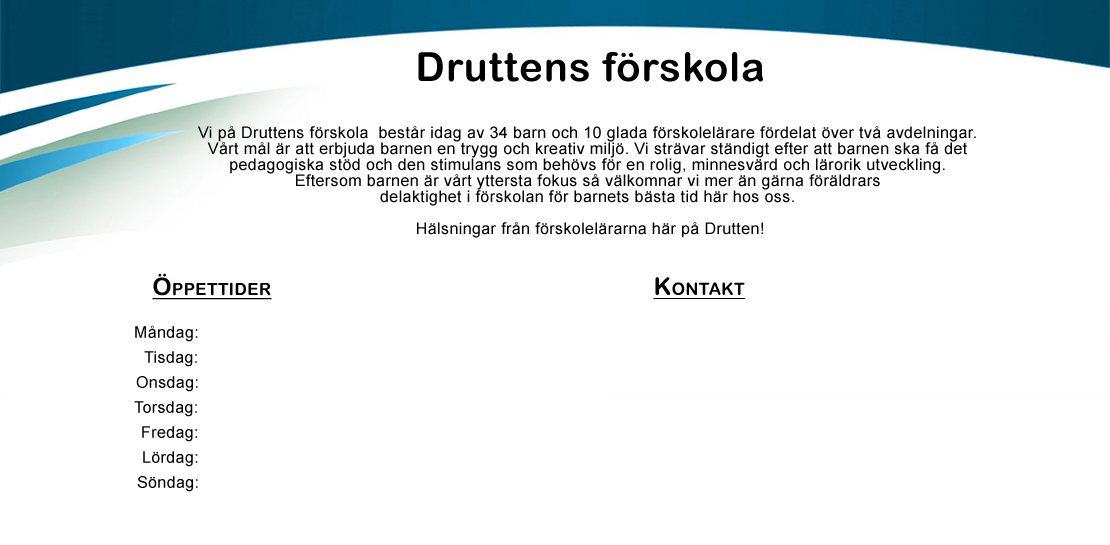 Druttens förskola
Vi på Druttens förskola  består idag av 34 barn och 10 glada förskolelärare fördelat över två avdelningar.
Vårt mål är att erbjuda barnen en trygg och kreativ miljö. Vi strävar ständigt efter att barnen ska få det
pedagogiska stöd och den stimulans som behövs för en rolig, minnesvärd och lärorik utveckling.
Eftersom barnen är vårt yttersta fokus så välkomnar vi mer än gärna föräldrars
delaktighet i förskolan för barnets bästa tid här hos oss.
Hälsningar från förskolelärarna här på Drutten!
Öppettider
Måndag:
Tisdag:
Onsdag:
Torsdag:
Fredag:
Lördag:
Söndag:
Kontakt